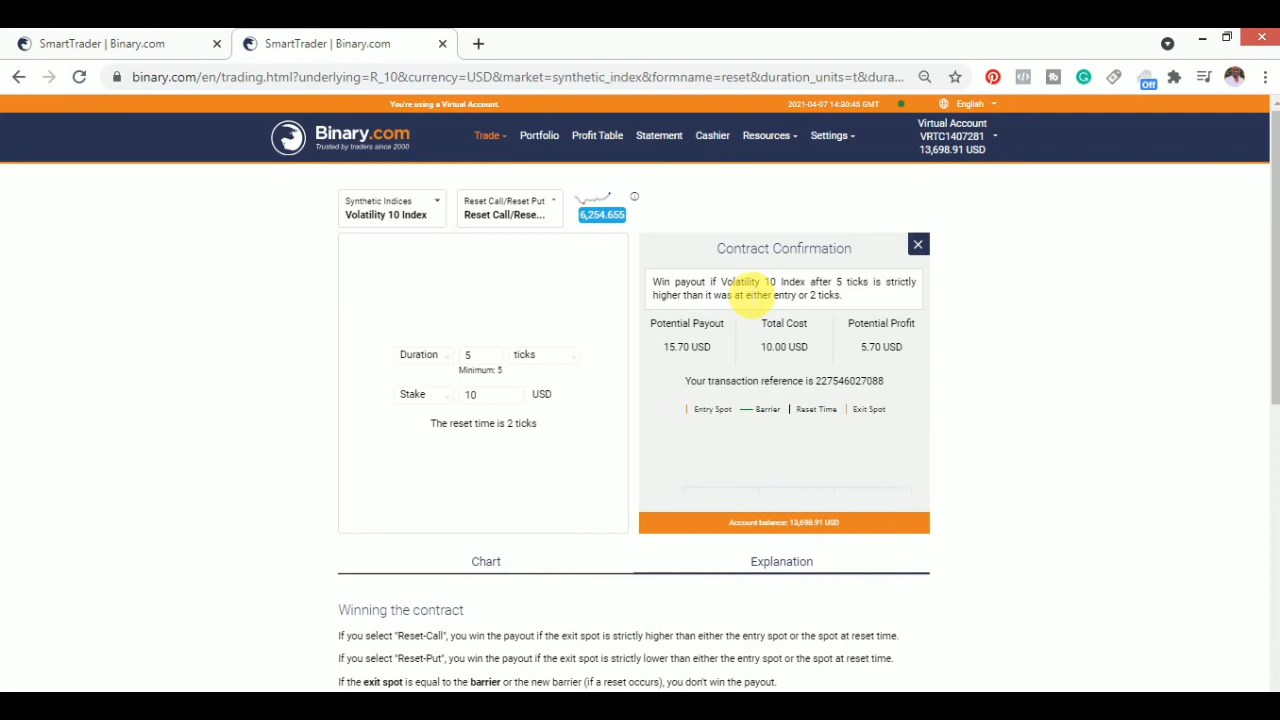 SmartTrader | Binary.com
SmartTrader | Binary.com
binary.com/en/trading.html?underlying=R_10&currency=USD&market=synthetic_index&formname=reset&duration_units=t&dura...
Off
You're using a Virtual Account.
2021-04-07 14:30:45 GMT
English
Binary.com
Trusted by traders since 2000
Trade
Portfolio
Profit Table
Statement
Cashier
Resources
Settings
Virtual Account
VRTC1407281
13,698.91 USD
Synthetic Indices
Volatility 10 Index
Reset Call/Reset Put
Reset Call/Rese...
6,254.655
Duration 5 ticks
Minimum: 5
Stake 10 USD
The reset time is 2 ticks
Contract Confirmation
Win payout if Volatility 10 Index after 5 ticks is strictly
higher than it was at either entry or 2 ticks.
Potential Payout Total Cost Potential Profit
15.70 USD 10.00 USD 5.70 USD
Your transaction reference is 227546027088
Entry Spot Barrier Reset Time Exit Spot
Account balance: 13,698.91 USD
Chart Explanation
Winning the contract
If you select "Reset-Call", you win the payout if the exit spot is strictly higher than either the entry spot or the spot at reset time.
If you select "Reset-Put", you win the payout if the exit spot is strictly lower than either the entry spot or the spot at reset time.
If the exit spot is equal to the barrier or the new barrier (if a reset occurs), you don't win the payout.